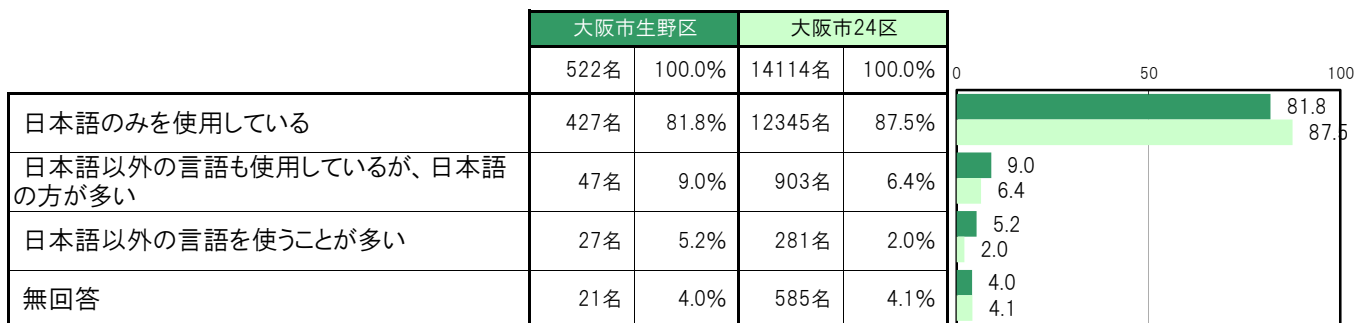 大阪市生野区 大阪市24区
522名 100.0% 14114名 100.0% 0 50 100
日本語のみを使用している 427名 81.8% 12345名 87.5% 81.8
87.5
日本語以外の言語も使用しているが、日本語
の方が多い 47名 9.0% 903名 6.4% 9.0
6.4
日本語以外の言語を使うことが多い 27名 5.2% 281名 2.0% 5.2
2.0
無回答 21名 4.0% 585名 4.1% 4.0
4.1